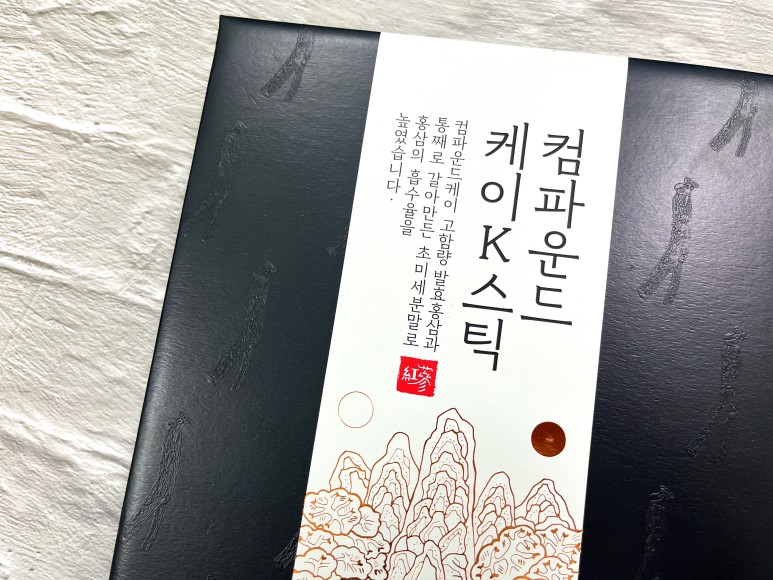 컴파운드
케이K스틱
컴파운드케이 고함량 발효홍삼과
통째로 갈아만든 초미세분말로
홍삼의 흡수율을
높였습니다.
紅蔘